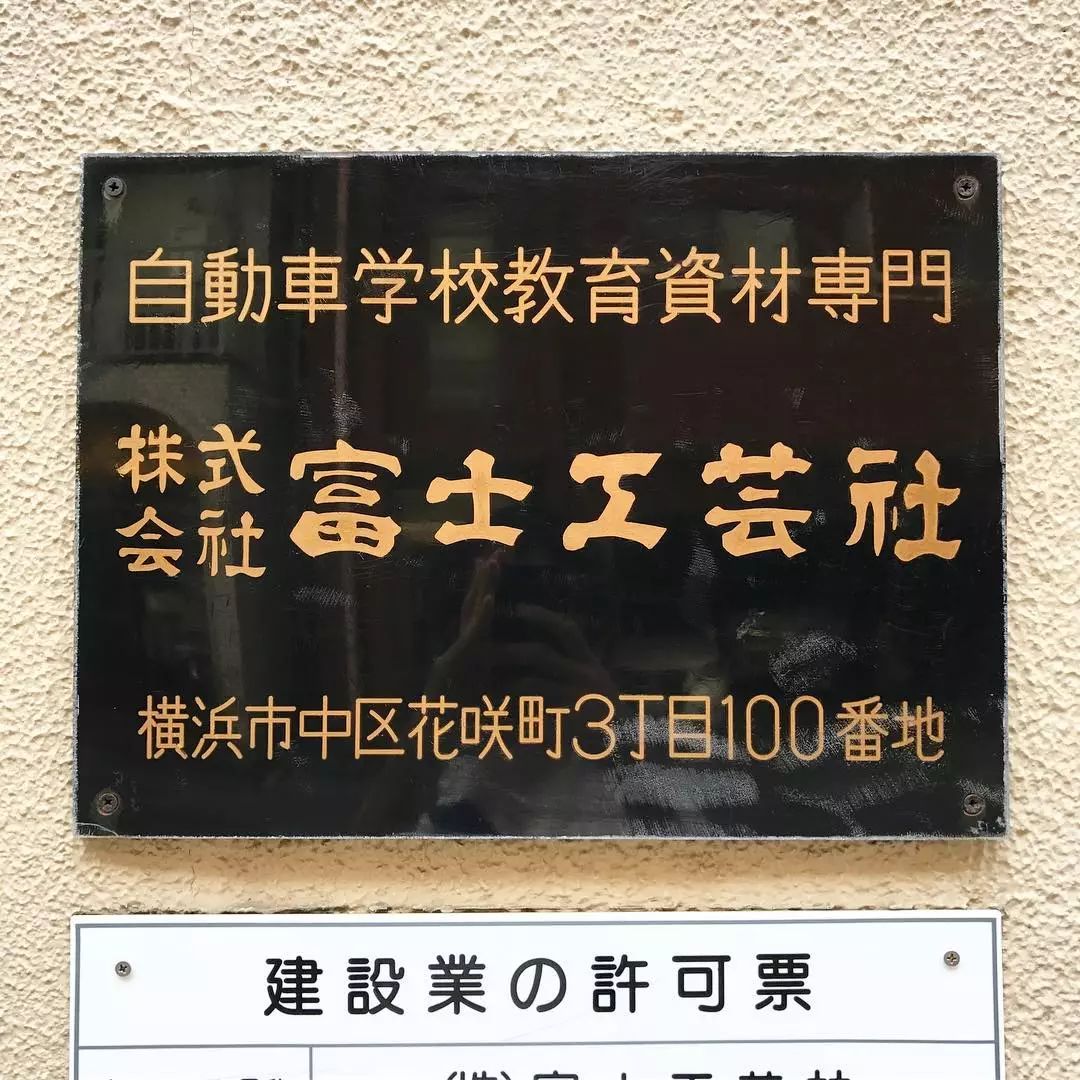 自動車学校教育資材専門
株式会社 富士工芸社
横浜市中区花咲町3丁目100番地
建設業の許可票